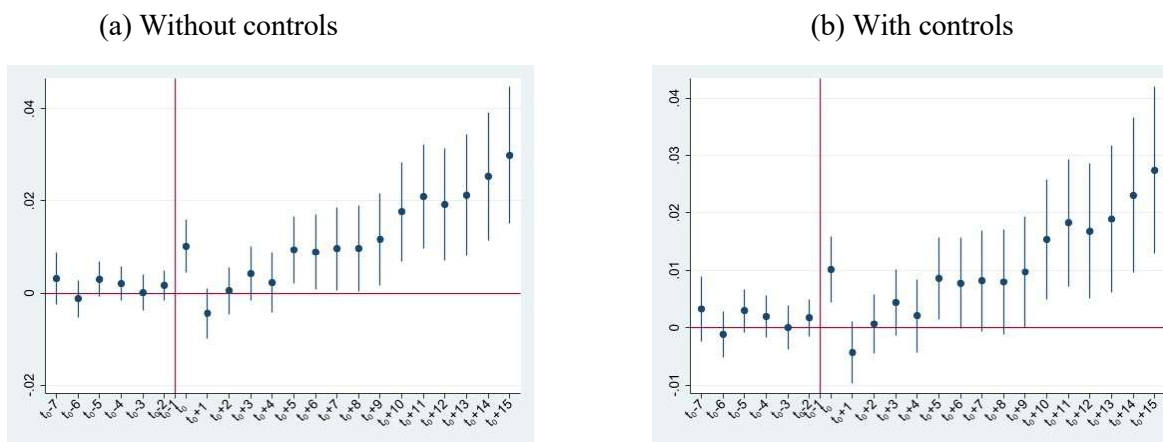 (a) Without controls
(b) With controls
.04
.02
0
-.02
t₀-7
t₀-6
t₀-5
t₀-4
t₀-3
t₀-2
t₀-1
t₀
t₀+1
t₀+2
t₀+3
t₀+4
t₀+5
t₀+6
t₀+7
t₀+8
t₀+9
t₀+10
t₀+11
t₀+12
t₀+13
t₀+14
t₀+15
.04
.03
.02
.01
0
-.01
t₀-7
t₀-6
t₀-5
t₀-4
t₀-3
t₀-2
t₀-1
t₀
t₀+1
t₀+2
t₀+3
t₀+4
t₀+5
t₀+6
t₀+7
t₀+8
t₀+9
t₀+10
t₀+11
t₀+12
t₀+13
t₀+14
t₀+15